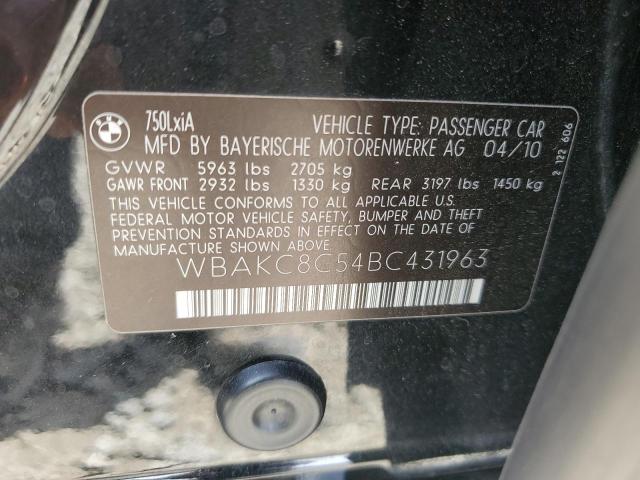 BMW
750LxiA VEHICLE TYPE: PASSENGER CAR
MFD BY BAYERISCHE MOTORENWERKE AG 04/10
GVWR 5963 lbs 2705 kg
GAWR FRONT 2932 lbs 1330 kg REAR 3197 lbs 1450 kg
THIS VEHICLE CONFORMS TO ALL APPLICABLE U.S.
FEDERAL MOTOR VEHICLE SAFETY, BUMPER AND THEFT
PREVENTION STANDARDS IN EFFECT ON THE DATE OF
MANUFACTURE SHOWN ABOVE.
WBAKC8C54BC431963
2 122 606